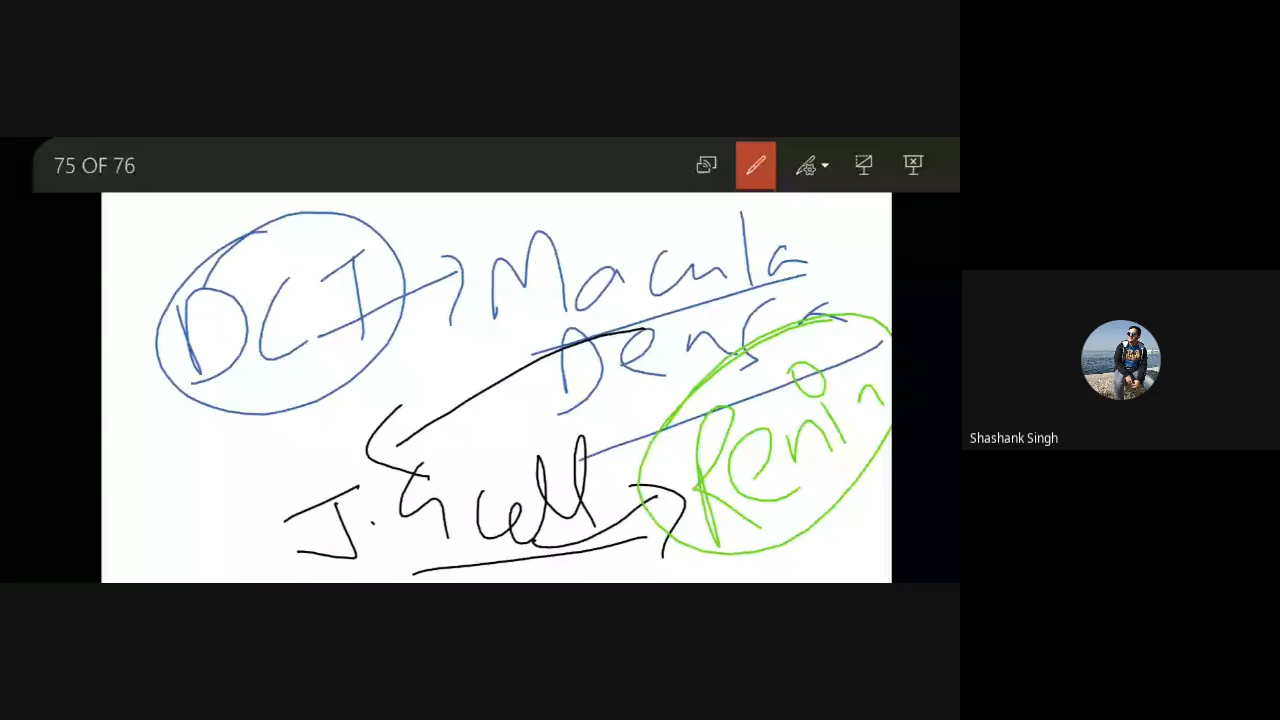 75 OF 76
DCT → Macula
Densa
J.G cell → Renin
Shashank Singh